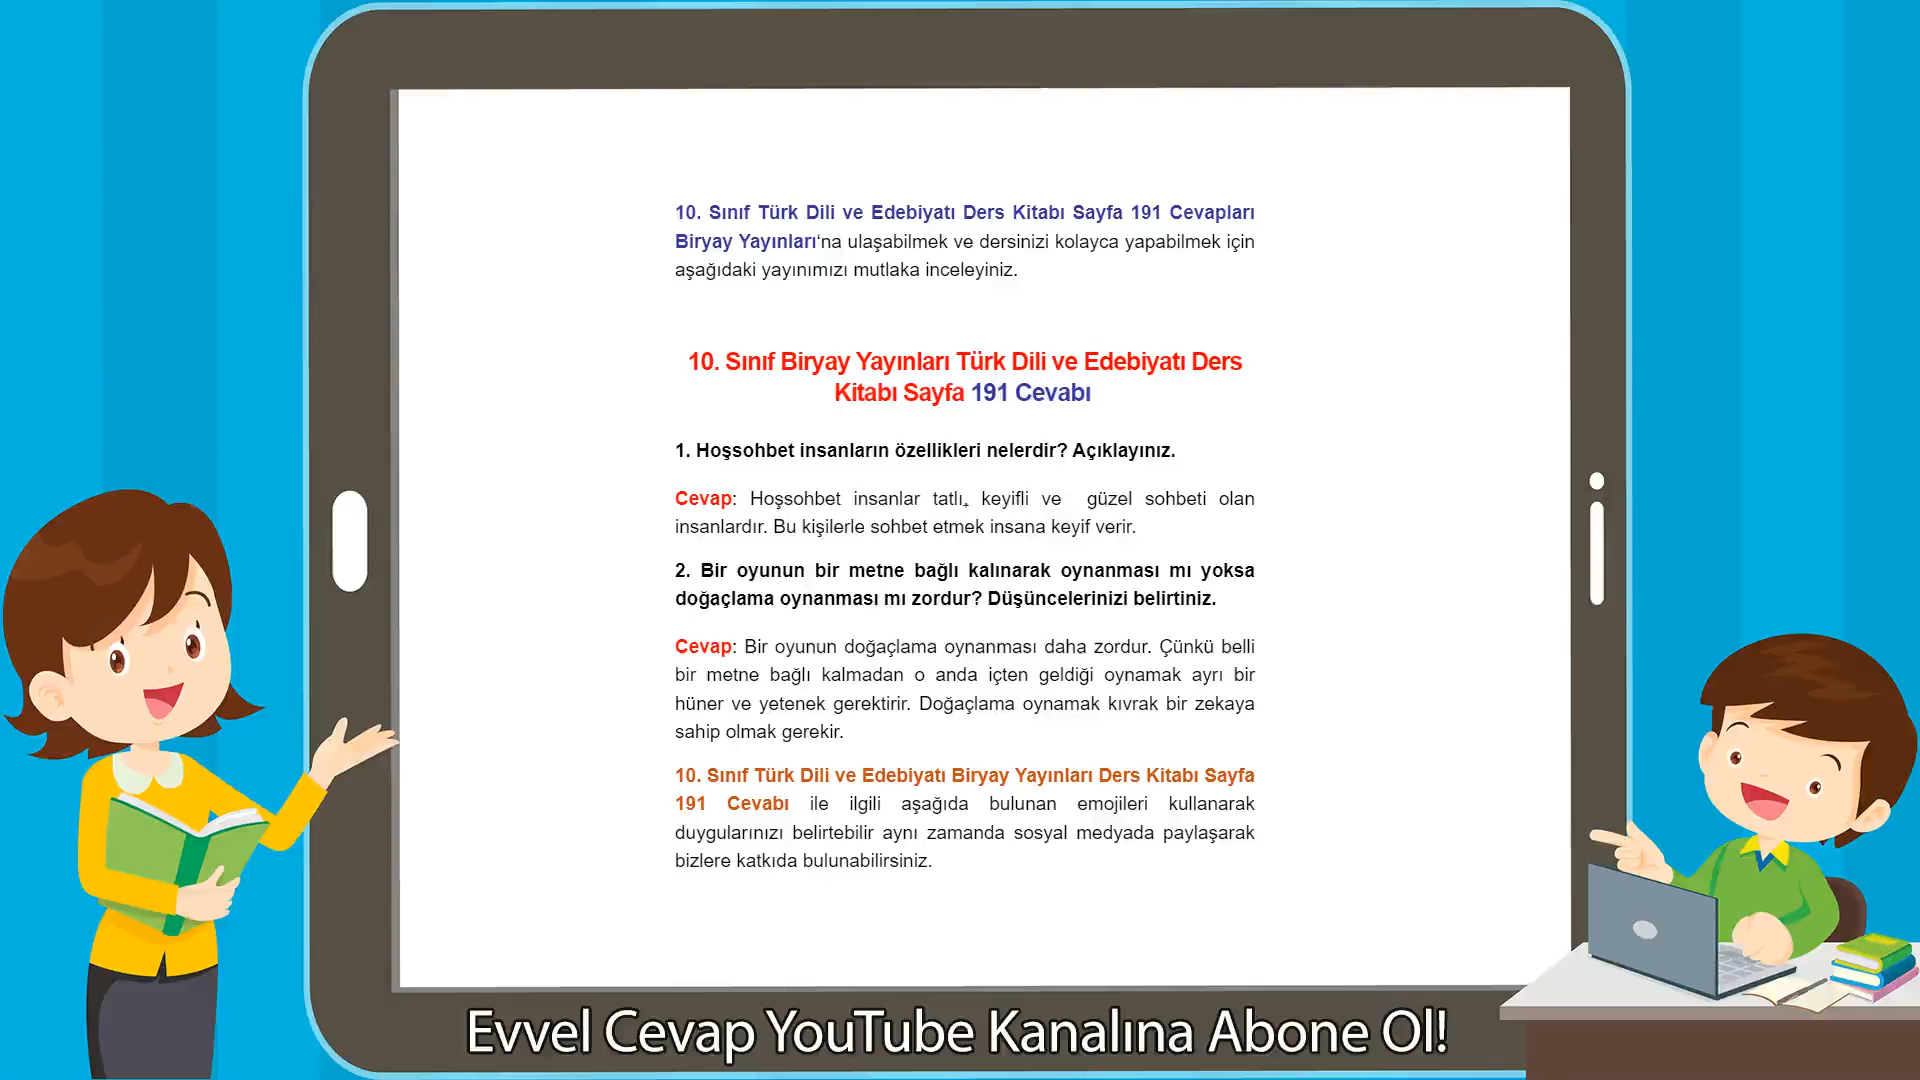 10. Sınıf Türk Dili ve Edebiyatı Ders Kitabı Sayfa 191 Cevapları
Biryay Yayınları‘na ulaşabilmek ve dersinizi kolayca yapabilmek için
aşağıdaki yayınımızı mutlaka inceleyiniz.
10. Sınıf Biryay Yayınları Türk Dili ve Edebiyatı Ders
Kitabı Sayfa 191 Cevabı
1. Hoşsohbet insanların özellikleri nelerdir? Açıklayınız.
Cevap: Hoşsohbet insanlar tatlı, keyifli ve güzel sohbeti olan
insanlardır. Bu kişilerle sohbet etmek insana keyif verir.
2. Bir oyunun bir metne bağlı kalınarak oynanması mı yoksa
doğaçlama oynanması mı zordur? Düşüncelerinizi belirtiniz.
Cevap: Bir oyunun doğaçlama oynanması daha zordur. Çünkü belli
bir metne bağlı kalmadan o anda içten geldiği oynamak ayrı bir
hüner ve yetenek gerektirir. Doğaçlama oynamak kıvrak bir zekaya
sahip olmak gerekir.
10. Sınıf Türk Dili ve Edebiyatı Biryay Yayınları Ders Kitabı Sayfa
191 Cevabı ile ilgili aşağıda bulunan emojileri kullanarak
duygularınızı belirtebilir aynı zamanda sosyal medyada paylaşarak
bizlere katkıda bulunabilirsiniz.
Evvel Cevap YouTube Kanalına Abone Ol!